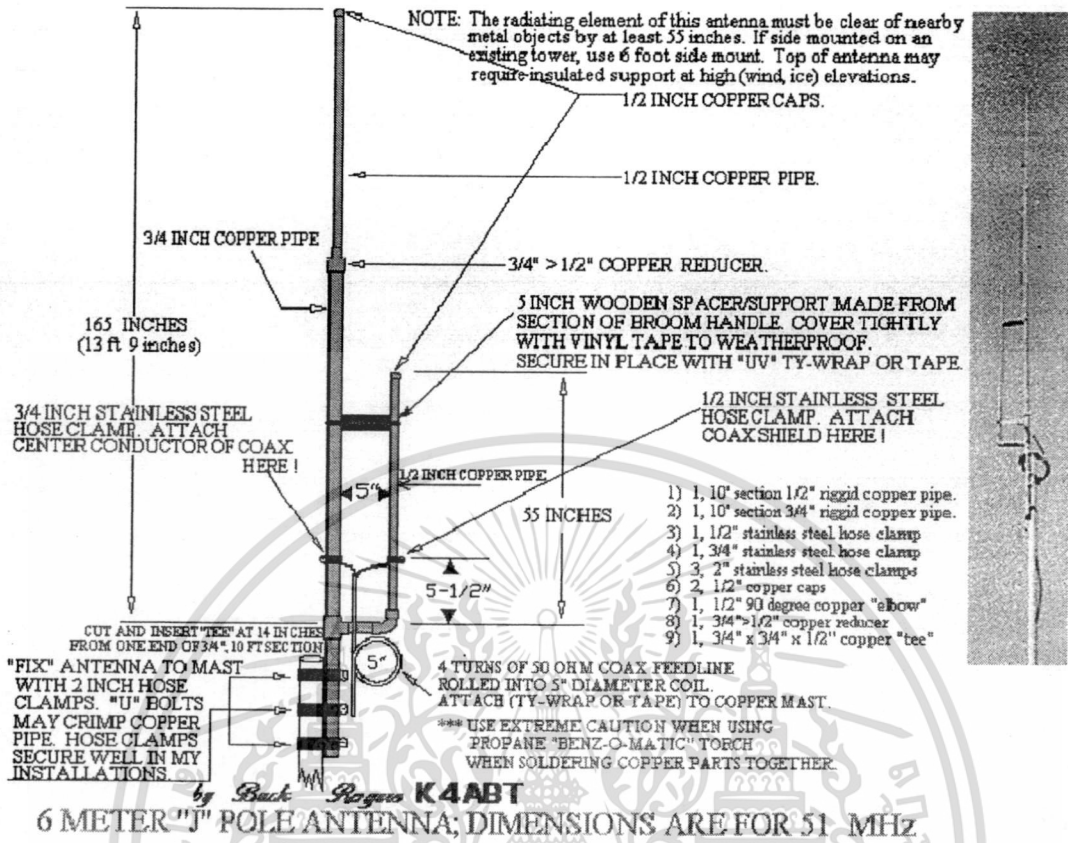 NOTE: The radiating element of this antenna must be clear of nearby
metal objects by at least 55 inches. If side mounted on an
existing tower, use 6 foot side mount. Top of antenna may
require insulated support at high (wind, ice) elevations.
1/2 INCH COPPER CAPS.
1/2 INCH COPPER PIPE.
3/4 INCH COPPER PIPE
3/4" >1/2" COPPER REDUCER.
5 INCH WOODEN SPACER/SUPPORT MADE FROM
SECTION OF BROOM HANDLE. COVER TIGHTLY
WITH VINYL TAPE TO WEATHERPROOF.
SECURE IN PLACE WITH "UV" TY-WRAP OR TAPE.
165 INCHES
(13 ft 9 inches)
3/4 INCH STAINLESS STEEL
HOSE CLAMP. ATTACH
CENTER CONDUCTOR OF COAX
HERE !
1/2 INCH STAINLESS STEEL
HOSE CLAMP. ATTACH
COAX SHIELD HERE !
1/2 INCH COPPER PIPE
5"
55 INCHES
5-1/2"
1) 1, 10" section 1/2" riggid copper pipe.
2) 1, 10" section 3/4" riggid copper pipe.
3) 1, 1/2" stainless steel hose clamp
4) 1, 3/4" stainless steel hose clamp
5) 3, 2" stainless steel hose clamps
6) 2, 1/2" copper caps
7) 1, 1/2" 90 degree copper "elbow"
8) 1, 3/4">1/2" copper reducer
9) 1, 3/4" x 3/4" x 1/2" copper "tee"
CUT AND INSERT "TEE" AT 14 INCHES
FROM ONE END OF 3/4", 10 FT SECTION
"FIX" ANTENNA TO MAST
WITH 2 INCH HOSE
CLAMPS. "U" BOLTS
MAY CRIMP COPPER
PIPE. HOSE CLAMPS
SECURE WELL IN MY
INSTALLATIONS.
5"
4 TURNS OF 50 OHM COAX FEEDLINE
ROLLED INTO 5" DIAMETER COIL.
ATTACH (TY-WRAP OR TAPE) TO COPPER MAST.
*** USE EXTREME CAUTION WHEN USING
PROPANE "BENZ-O-MATIC" TORCH
WHEN SOLDERING COPPER PARTS TOGETHER.
by Buck Rogers K4ABT
6 METER "J" POLE ANTENNA; DIMENSIONS ARE FOR 51 MHz